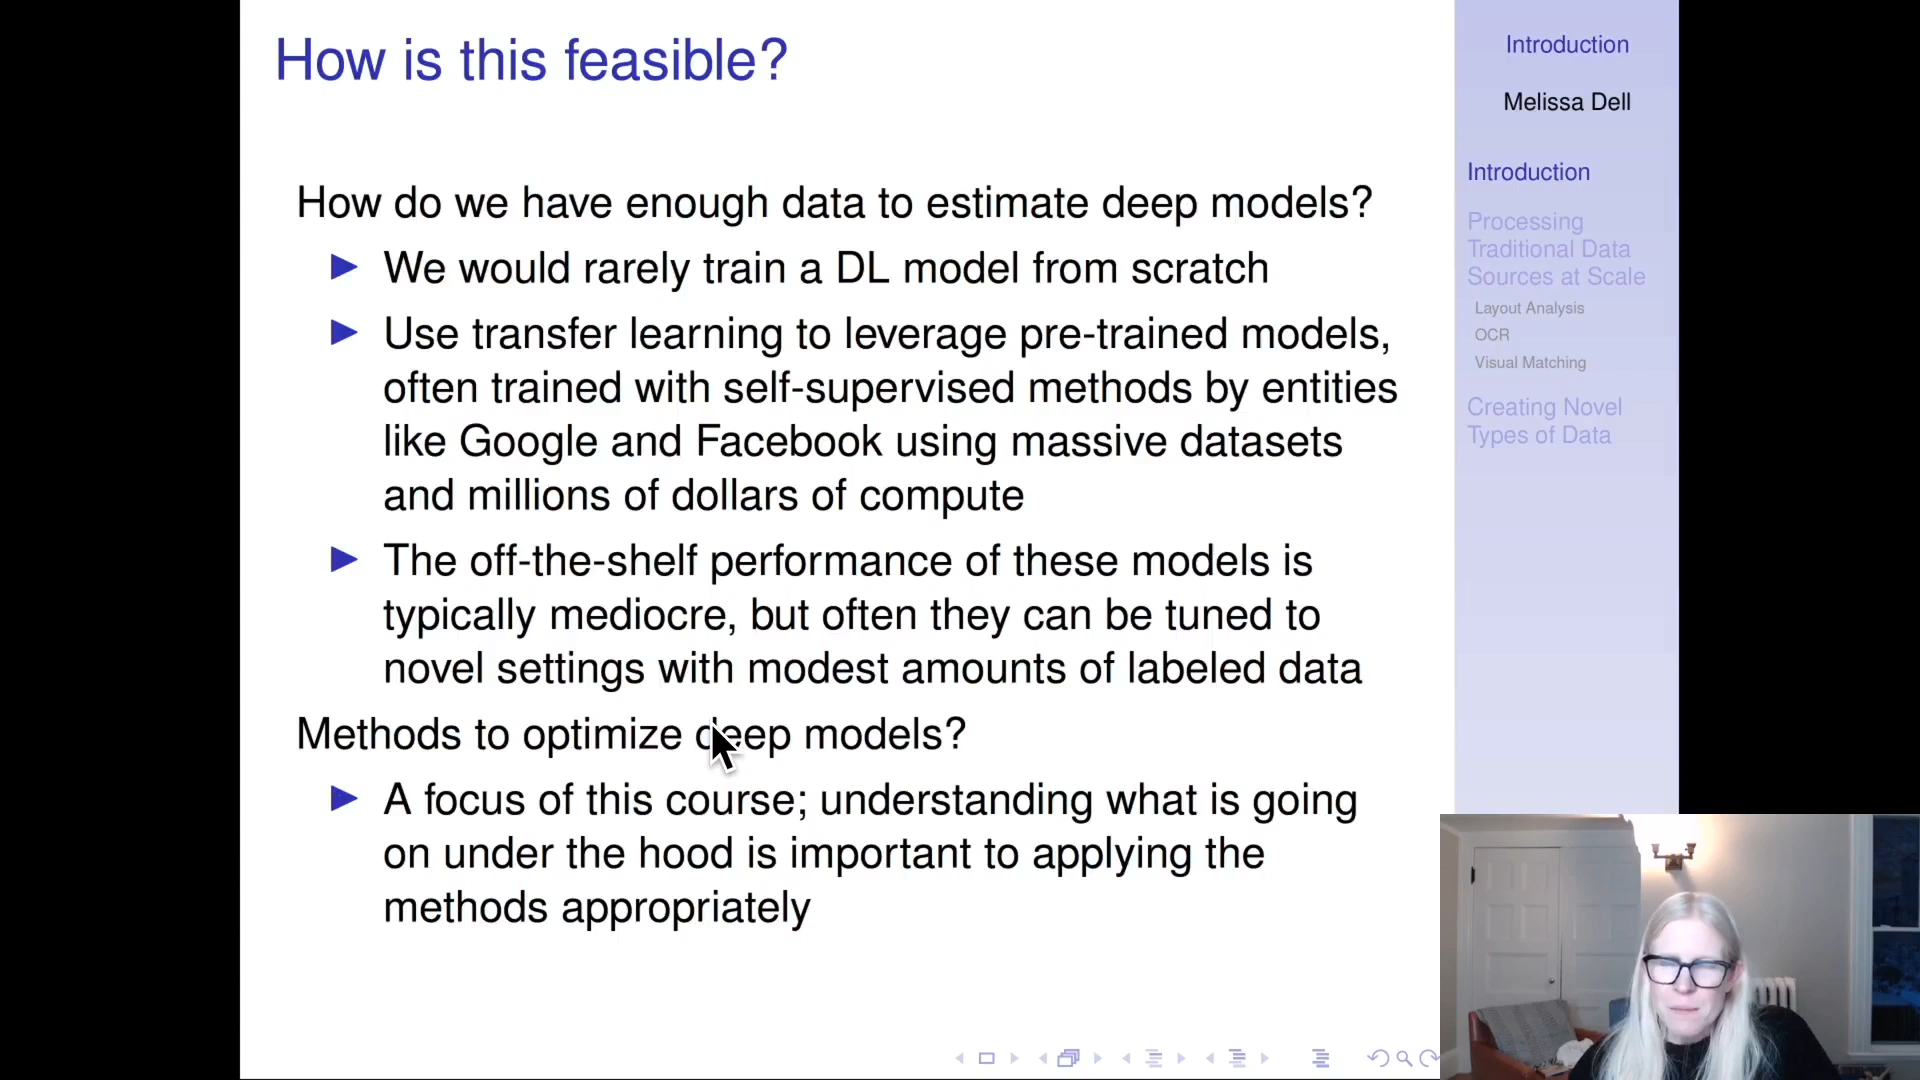 How is this feasible?
How do we have enough data to estimate deep models?
We would rarely train a DL model from scratch
Use transfer learning to leverage pre-trained models,
often trained with self-supervised methods by entities
like Google and Facebook using massive datasets
and millions of dollars of compute
The off-the-shelf performance of these models is
typically mediocre, but often they can be tuned to
novel settings with modest amounts of labeled data
Methods to optimize deep models?
A focus of this course; understanding what is going
on under the hood is important to applying the
methods appropriately
Introduction
Melissa Dell
Introduction
Processing
Traditional Data
Sources at Scale
Layout Analysis
OCR
Visual Matching
Creating Novel
Types of Data